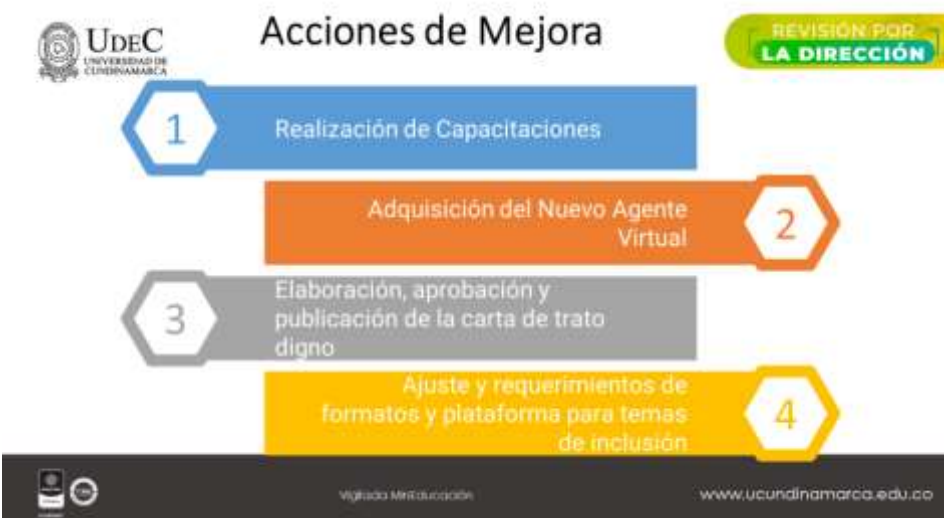 Acciones de Mejora
UDEC
UNIVERSIDAD DE
CUNDINAMARCA
REVISIÓN POR
LA DIRECCIÓN
1
Realización de Capacitaciones
Adquisición del Nuevo Agente
Virtual
2
3
Elaboración, aprobación y
publicación de la carta de trato
digno
Ajuste y requerimientos de
formatos y plataforma para temas
de inclusión
4
Vigilada MinEducación
www.ucundinamarca.edu.co